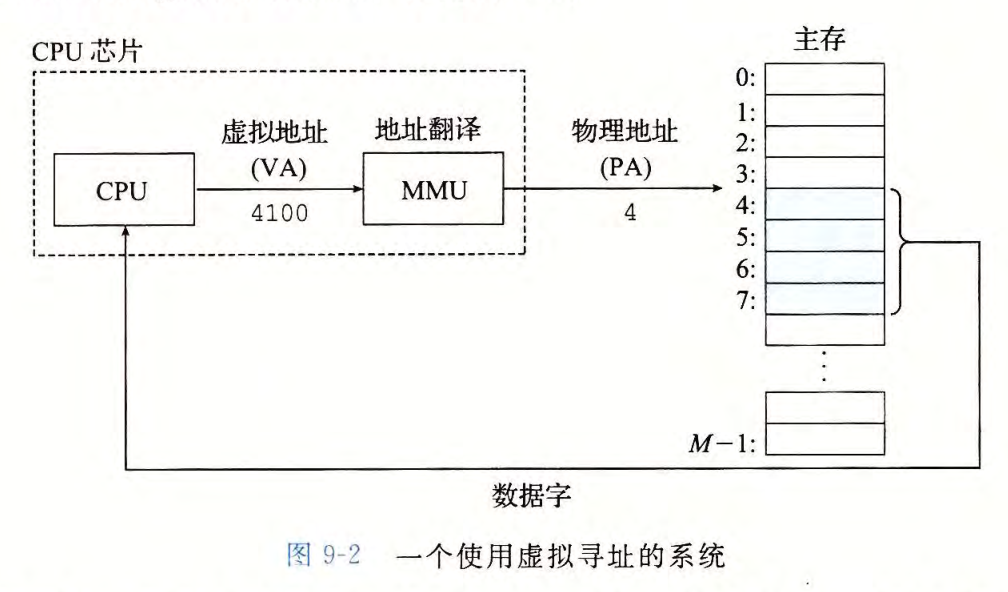 CPU 芯片
主存
虚拟地址
(VA)
地址翻译
物理地址
(PA)
CPU
MMU
4100
4
0:
1:
2:
3:
4:
5:
6:
7:
⋮
M−1:
数据字
图 9-2 一个使用虚拟寻址的系统